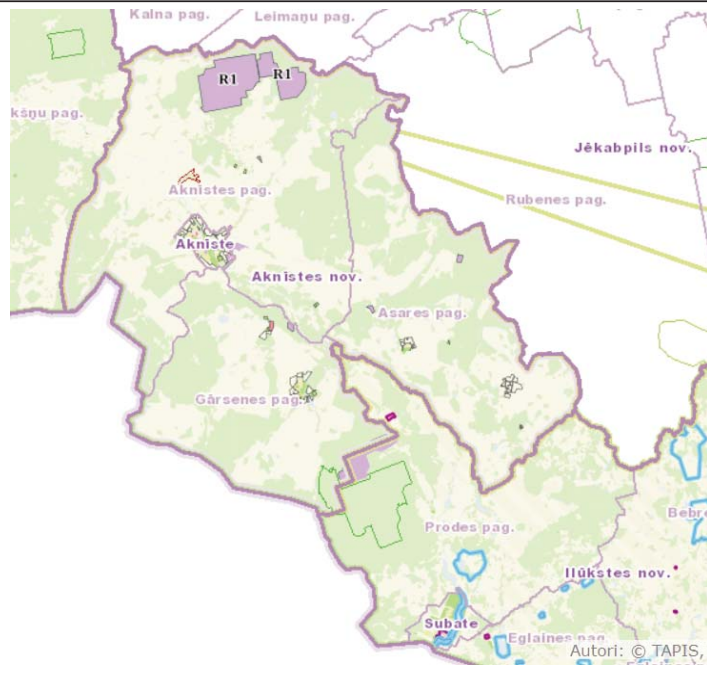 Kalna pag.
Leimaņu pag.
R1
R1
kšņu pag.
Jēkabpils nov.
Aknīstes pag.
Rubenes pag.
Aknīste
Aknīstes nov.
Asares pag.
Gārsenes pag.
Bebre
Prodes pag.
Ilūkstes nov.
Subate
Eglaines pag.
Autori: © TAPIS,